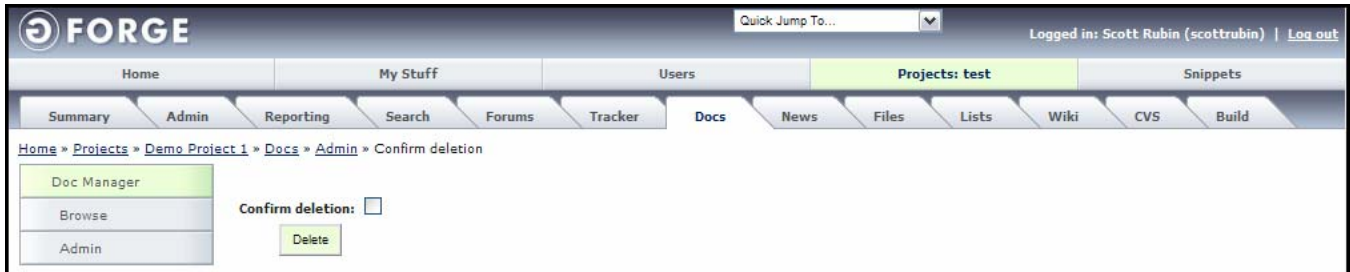 GFORGE
Quick Jump To...
Logged in: Scott Rubin (scottrubin) | Log out
Home My Stuff Users Projects: test Snippets
Summary Admin Reporting Search Forums Tracker Docs News Files Lists Wiki CVS Build
Home » Projects » Demo Project 1 » Docs » Admin » Confirm deletion
Doc Manager
Browse
Admin
Confirm deletion:
Delete